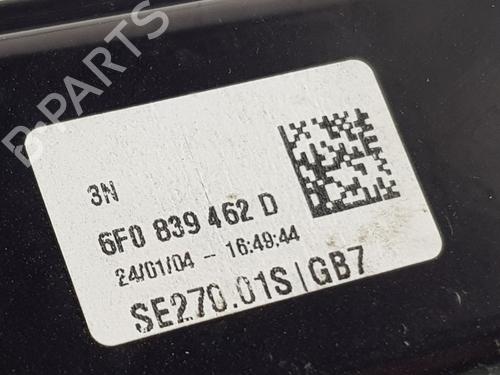 B-PARTS
3N
6F0 839 462 D
24/01/04 - 16:49:44
SE270.01S|GB7